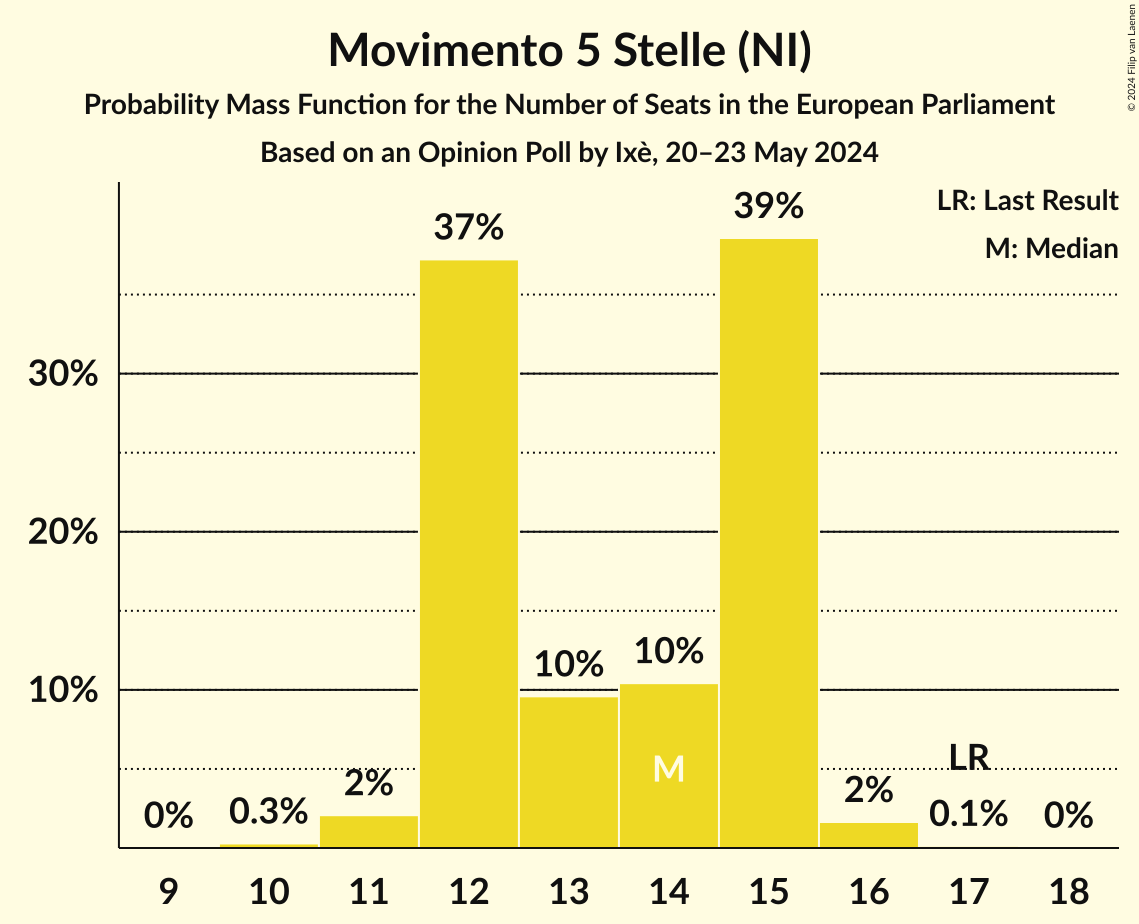 Movimento 5 Stelle (NI)
Probability Mass Function for the Number of Seats in the European Parliament
Based on an Opinion Poll by Ixè, 20–23 May 2024
© 2024 Filip van Laenen
LR: Last Result
M: Median
30%
20%
10%
0%
0.3%
2%
37%
10%
10%
39%
2%
0.1%
0%
M
LR
9 10 11 12 13 14 15 16 17 18